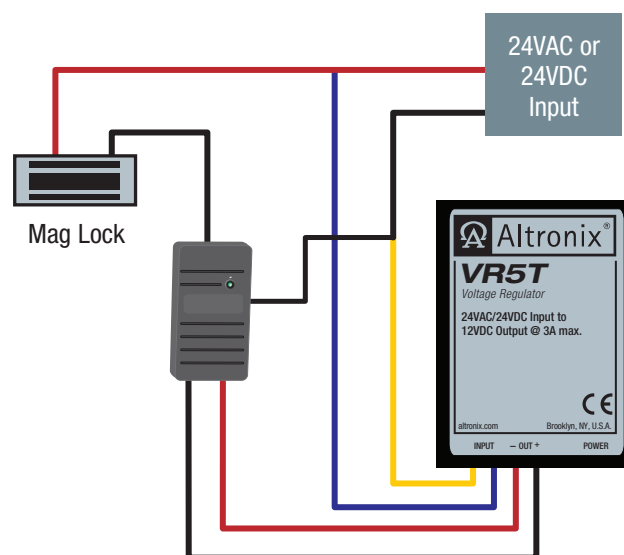 24VAC or
24VDC
Input
Mag Lock
Altronix®
VR5T
Voltage Regulator
24VAC/24VDC Input to
12VDC Output @ 3A max.
CE
altronix.com Brooklyn, NY, U.S.A.
INPUT – OUT + POWER